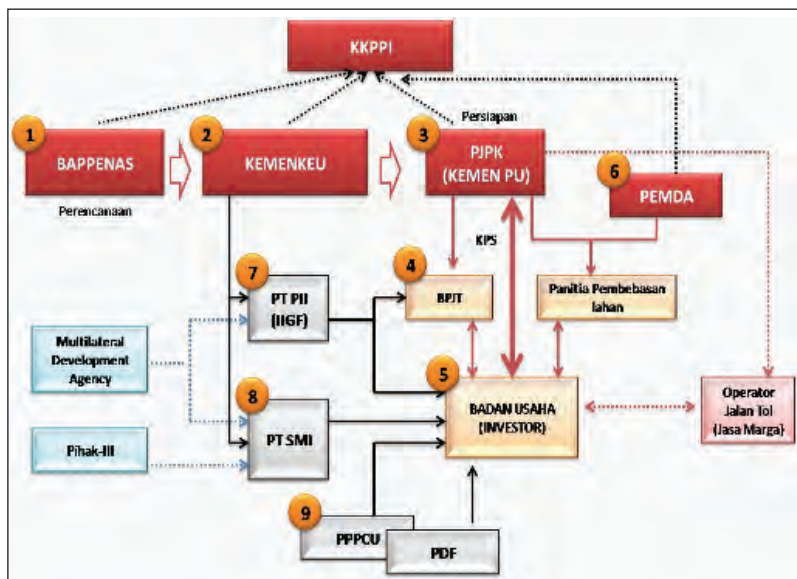 KKPPI
Persiapan
1
2
3
BAPPENAS
KEMENKEU
PJPK
(KEMEN PU)
6
PEMDA
Perencanaan
KPS
7
4
PT PII
(IIGF)
BPJT
Panitia Pembebasan
lahan
Multilateral
Development
Agency
8
5
PT SMI
BADAN USAHA
(INVESTOR)
Operator
Jalan Tol
(Jasa Marga)
Pihak-III
9
PPPCU
PDF